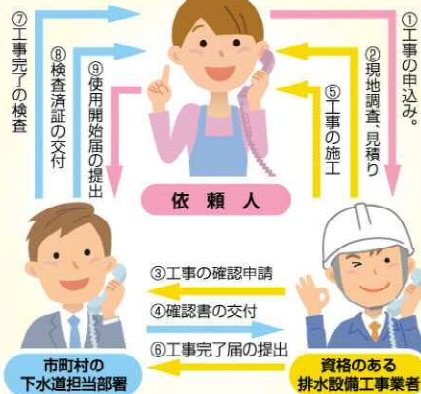 ①工事の申込み。
②現地調査、見積り
⑤工事の施工
⑦工事完了の検査
⑧検査済証の交付
⑨使用開始届の提出
依頼人
③工事の確認申請
④確認書の交付
⑥工事完了届の提出
市町村の
下水道担当部署
資格のある
排水設備工事業者